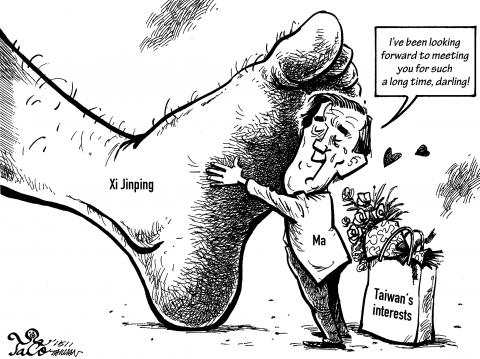 I've been looking
forward to meeting
you for such
a long time, darling!
Xi Jinping
Ma
Taiwan's
interests